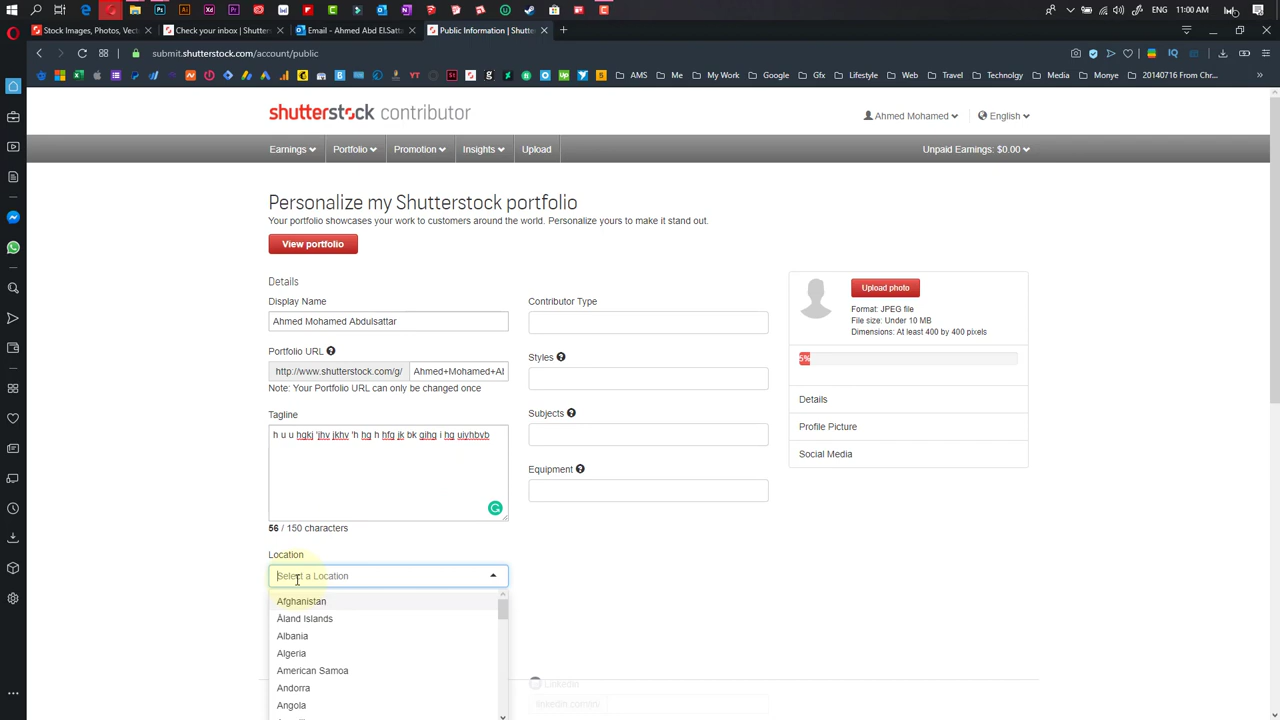 11:00 AM
ENG
Stock Images, Photos, Vect
Check your inbox | Shutters
Email - Ahmed Abd ELSatta
Public Information | Shutte
submit.shutterstock.com/account/public
AMS
Me
My Work
Google
Gfx
Lifestyle
Web
Travel
Technolgy
Media
Monye
20140716 From Chr...
shutterstock contributor
Ahmed Mohamed
English
Earnings
Portfolio
Promotion
Insights
Upload
Unpaid Earnings: $0.00
Personalize my Shutterstock portfolio
Your portfolio showcases your work to customers around the world. Personalize yours to make it stand out.
View portfolio
Details
Display Name
Ahmed Mohamed Abdulsattar
Portfolio URL
http://www.shutterstock.com/g/
Ahmed+Mohamed+Al
Note: Your Portfolio URL can only be changed once
Tagline
h u u hgkj 'jhv jkhv 'h hg h hfg jk bk gihg i hg uiyhbvb
56 / 150 characters
Location
Select a Location
Afghanistan
Åland Islands
Albania
Algeria
American Samoa
Andorra
Angola
Contributor Type
Styles
Subjects
Equipment
Linkedin
linkedin.com/in/
Upload photo
Format: JPEG file
File size: Under 10 MB
Dimensions: At least 400 by 400 pixels
5%
Details
Profile Picture
Social Media